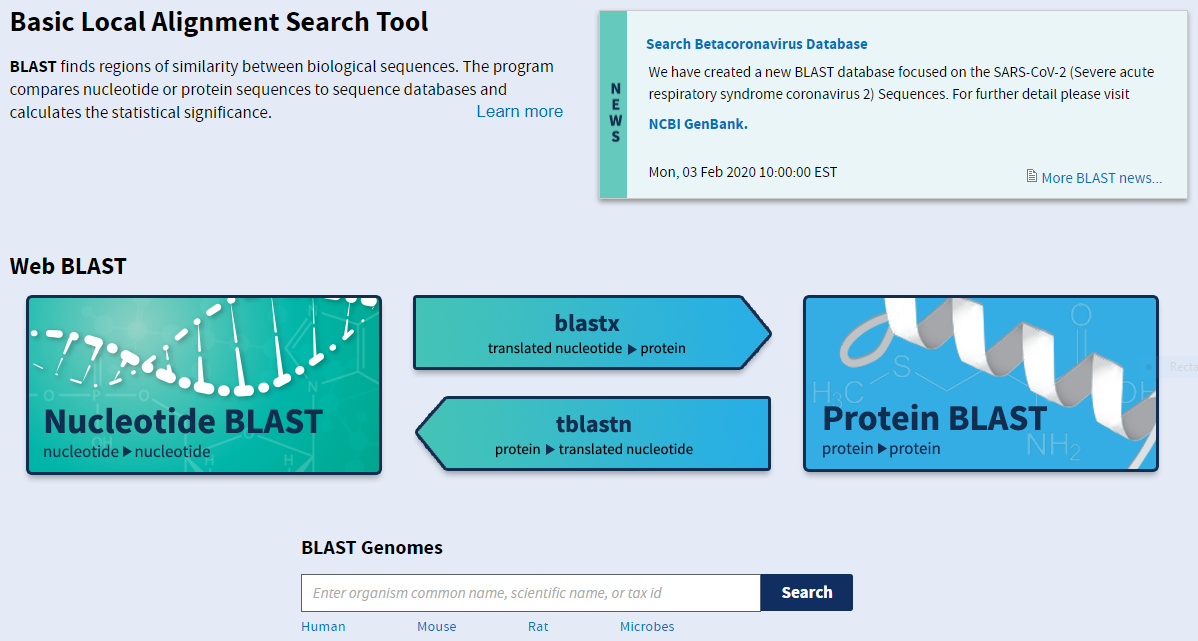 Basic Local Alignment Search Tool
BLAST finds regions of similarity between biological sequences. The program
compares nucleotide or protein sequences to sequence databases and
calculates the statistical significance.
Learn more
NEWS
Search Betacoronavirus Database
We have created a new BLAST database focused on the SARS-CoV-2 (Severe acute
respiratory syndrome coronavirus 2) Sequences. For further detail please visit
NCBI GenBank.
Mon, 03 Feb 2020 10:00:00 EST
More BLAST news...
Web BLAST
Nucleotide BLAST
nucleotide ▶ nucleotide
blastx
translated nucleotide ▶ protein
tblastn
protein ▶ translated nucleotide
O
S
H₃C
OH
NH₂
Protein BLAST
protein ▶ protein
BLAST Genomes
Enter organism common name, scientific name, or tax id
Search
Human
Mouse
Rat
Microbes